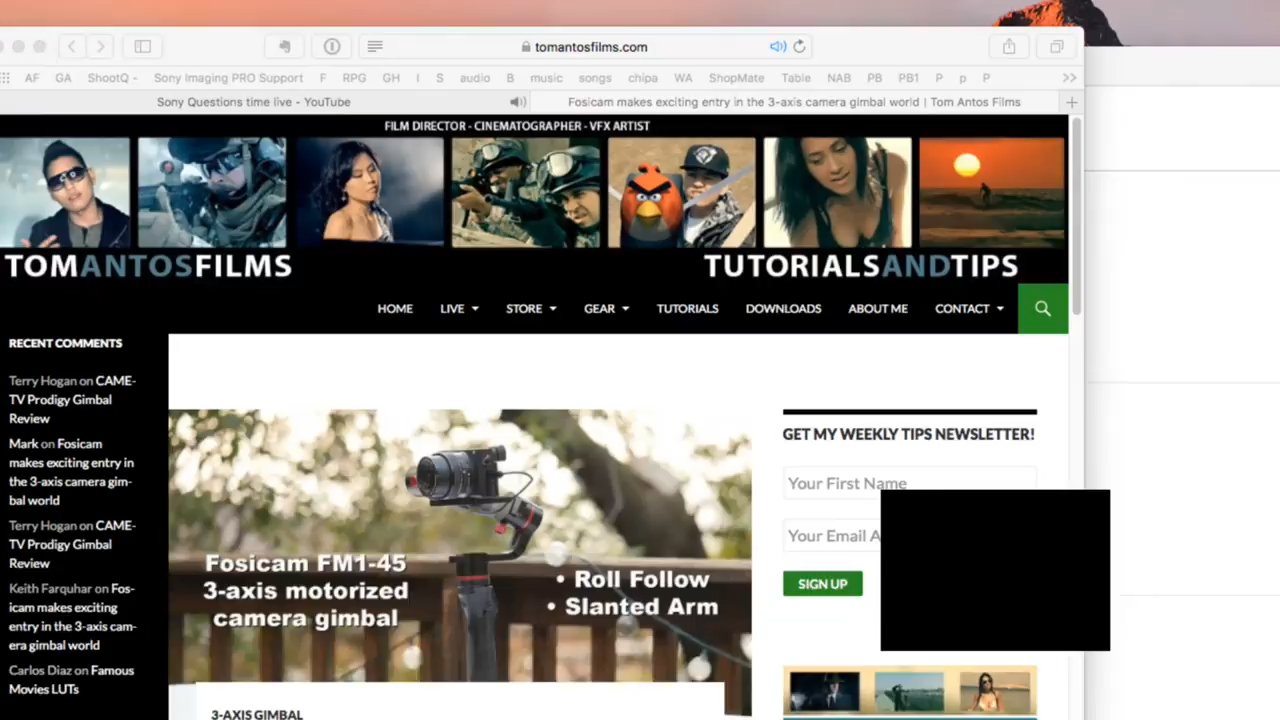 tomantosfilms.com
AF GA ShootQ - Sony Imaging PRO Support F RPG GH I S audio B music songs chipa WA ShopMate Table NAB PB PB1 P p P
Sony Questions time live - YouTube
Fosicam makes exciting entry in the 3-axis camera gimbal world | Tom Antos Films
FILM DIRECTOR - CINEMATOGRAPHER - VFX ARTIST
TOMANTOSFILMS
TUTORIALSANDTIPS
HOME LIVE STORE GEAR TUTORIALS DOWNLOADS ABOUT ME CONTACT
RECENT COMMENTS
Terry Hogan on CAME-
TV Prodigy Gimbal
Review
Mark on Fosicam
makes exciting entry in
the 3-axis camera gim-
bal world
Terry Hogan on CAME-
TV Prodigy Gimbal
Review
Keith Farquhar on Fos-
icam makes exciting
entry in the 3-axis cam-
era gimbal world
Carlos Diaz on Famous
Movies LUTs
Fosicam FM1-45
3-axis motorized
camera gimbal
• Roll Follow
• Slanted Arm
3-AXIS GIMBAL
GET MY WEEKLY TIPS NEWSLETTER!
Your First Name
Your Email A
SIGN UP